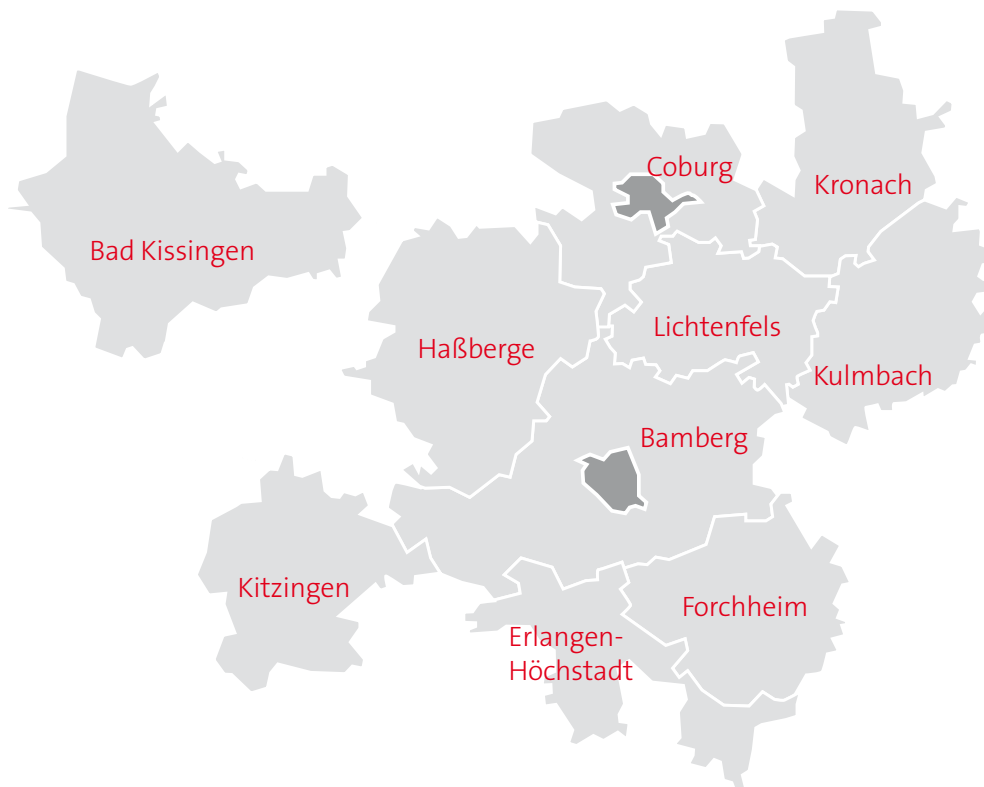 Coburg
Kronach
Bad Kissingen
Lichtenfels
Haßberge
Kulmbach
Bamberg
Kitzingen
Forchheim
Erlangen-
Höchstadt